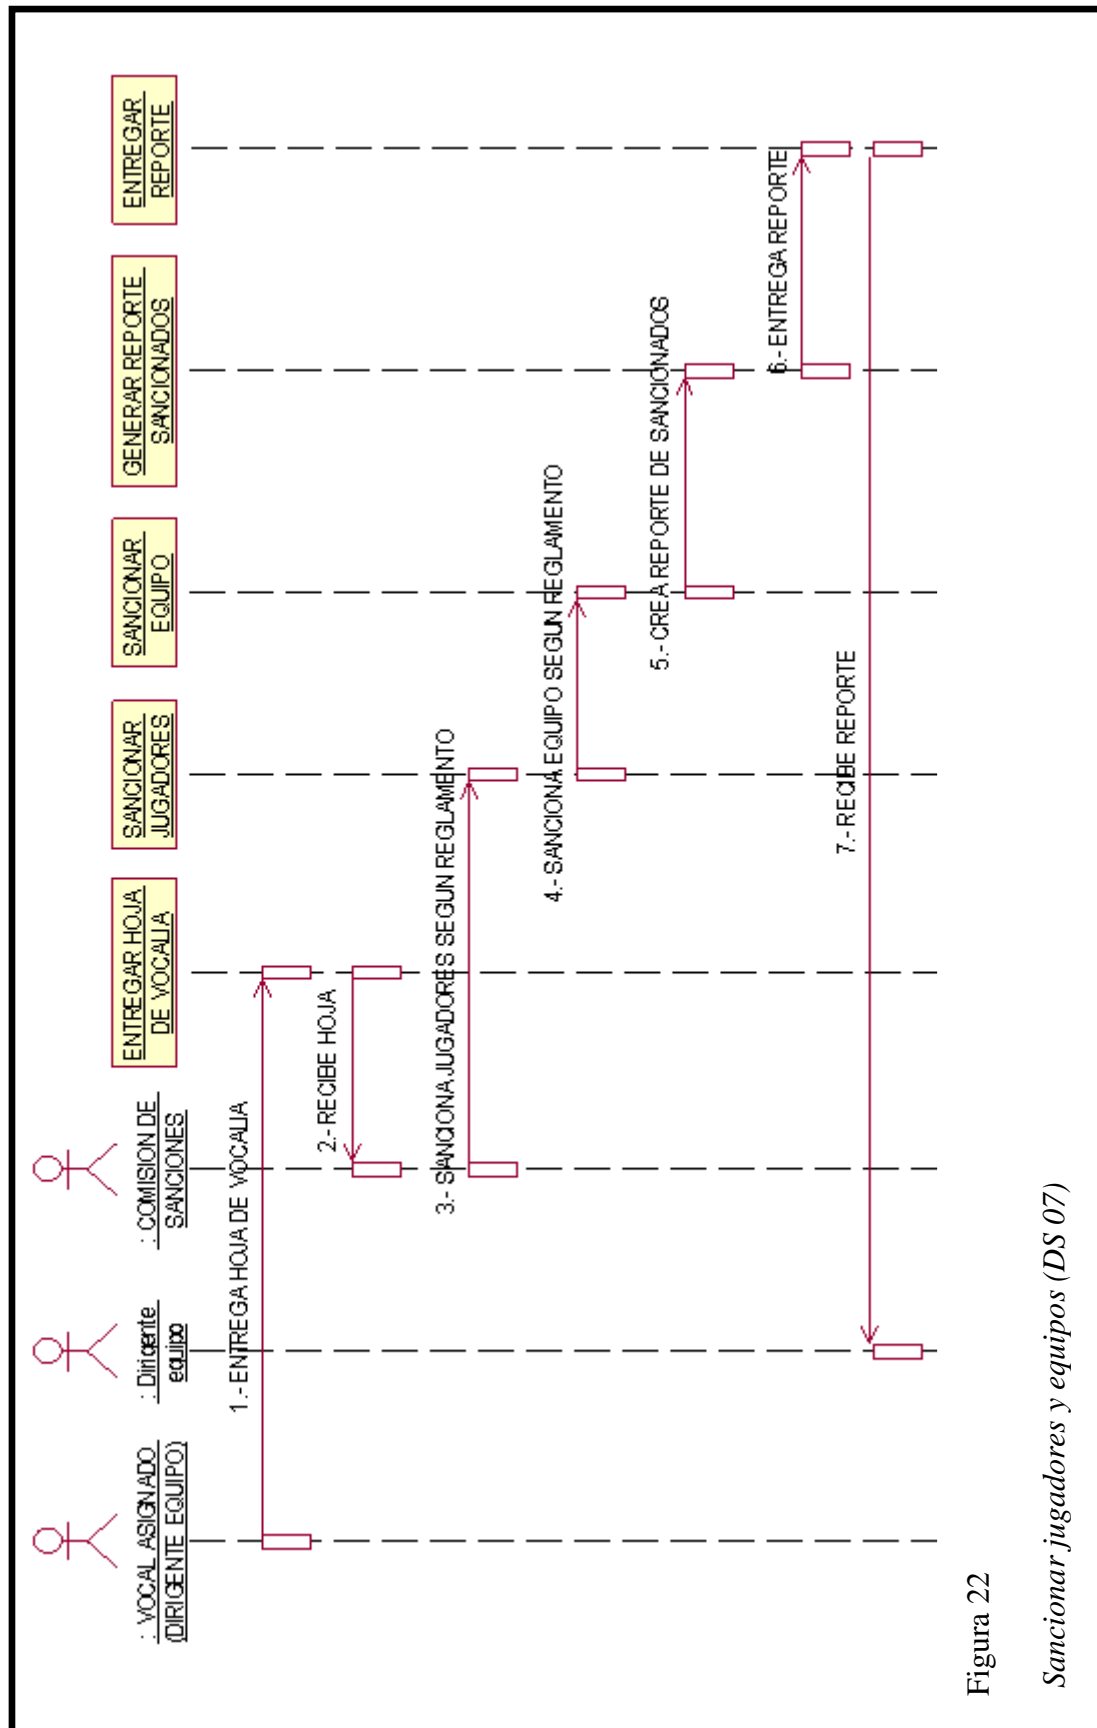 : VOCAL ASIGNADO
(DIRIGENTE EQUIPO)
: Dirigente
equipo
: COMISION DE
SANCIONES
ENTREGAR HOJA
DE VOCALIA
SANCIONAR
JUGADORES
SANCIONAR
EQUIPO
GENERAR REPORTE
SANCIONADOS
ENTREGAR
REPORTE
1.- ENTREGA HOJA DE VOCALIA
2.- RECIBE HOJA
3.- SANCIONA JUGADORES SEGUN REGLAMENTO
4.- SANCIONA EQUIPO SEGUN REGLAMENTO
5.- CREA REPORTE DE SANCIONADOS
6.- ENTREGA REPORTE
7.- RECIBE REPORTE
Figura 22
Sancionar jugadores y equipos (DS 07)